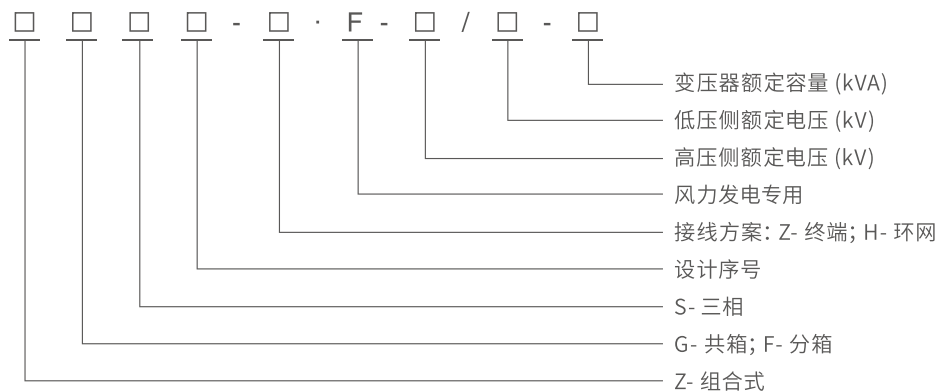 □ □ □ □ - □ · F - □ / □ - □
变压器额定容量 (kVA)
低压侧额定电压 (kV)
高压侧额定电压 (kV)
风力发电专用
接线方案: Z- 终端; H- 环网
设计序号
S- 三相
G- 共箱; F- 分箱
Z- 组合式